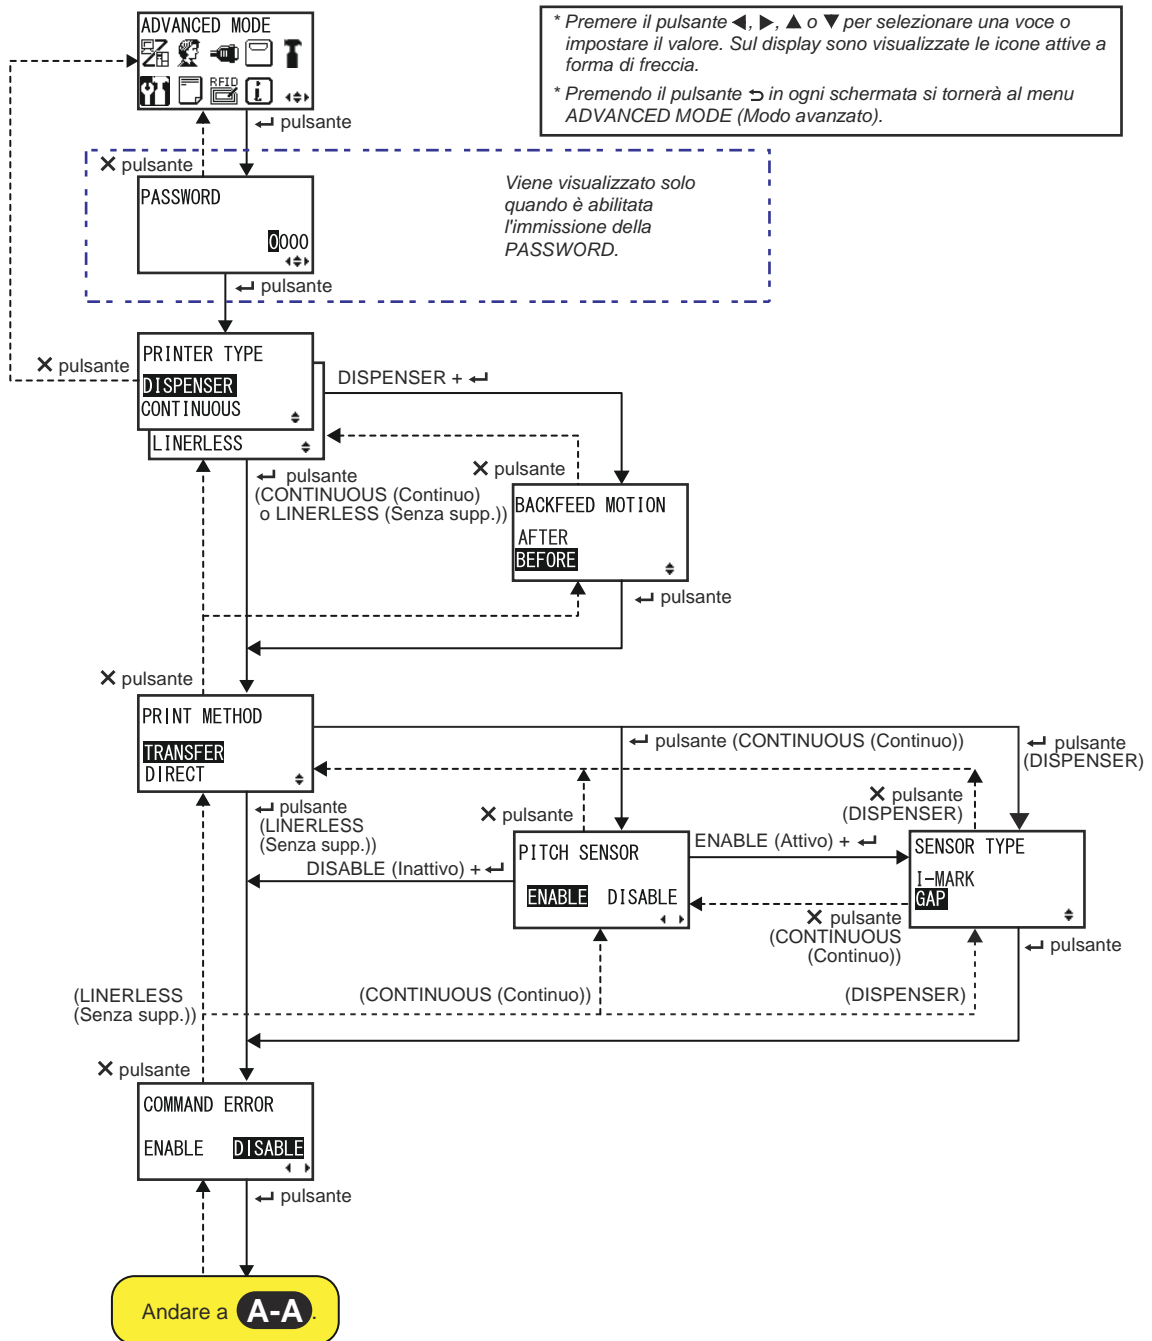 ADVANCED MODE
RFID
* Premere il pulsante ◀, ▶, ▲ o ▼ per selezionare una voce o
impostare il valore. Sul display sono visualizzate le icone attive a
forma di freccia.
* Premendo il pulsante ⮌ in ogni schermata si tornerà al menu
ADVANCED MODE (Modo avanzato).
↵ pulsante
✕ pulsante
PASSWORD
0000
Viene visualizzato solo
quando è abilitata
l'immissione della
PASSWORD.
↵ pulsante
✕ pulsante
PRINTER TYPE
DISPENSER
CONTINUOUS
LINERLESS
DISPENSER + ↵
↵ pulsante
(CONTINUOUS (Continuo)
o LINERLESS (Senza supp.))
✕ pulsante
BACKFEED MOTION
AFTER
BEFORE
↵ pulsante
✕ pulsante
PRINT METHOD
TRANSFER
DIRECT
↵ pulsante (CONTINUOUS (Continuo))
↵ pulsante
(DISPENSER)
↵ pulsante
(LINERLESS
(Senza supp.))
✕ pulsante
✕ pulsante
(DISPENSER)
DISABLE (Inattivo) + ↵
PITCH SENSOR
ENABLE DISABLE
ENABLE (Attivo) + ↵
SENSOR TYPE
I-MARK
GAP
✕ pulsante
(CONTINUOUS
(Continuo))
↵ pulsante
(LINERLESS
(Senza supp.))
(CONTINUOUS (Continuo))
(DISPENSER)
✕ pulsante
COMMAND ERROR
ENABLE DISABLE
↵ pulsante
Andare a A-A.